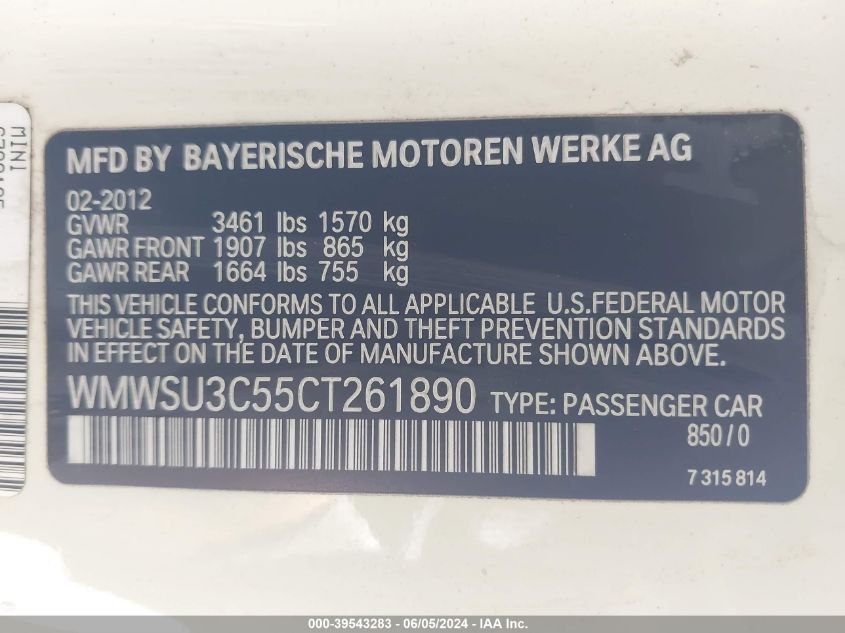 MINI
MFD BY BAYERISCHE MOTOREN WERKE AG
02-2012
GVWR 3461 lbs 1570 kg
GAWR FRONT 1907 lbs 865 kg
GAWR REAR 1664 lbs 755 kg
THIS VEHICLE CONFORMS TO ALL APPLICABLE U.S.FEDERAL MOTOR
VEHICLE SAFETY, BUMPER AND THEFT PREVENTION STANDARDS
IN EFFECT ON THE DATE OF MANUFACTURE SHOWN ABOVE.
WMWSU3C55CT261890 TYPE: PASSENGER CAR
850/0
7 315 814
000-39543283 - 06/05/2024 - IAA Inc.